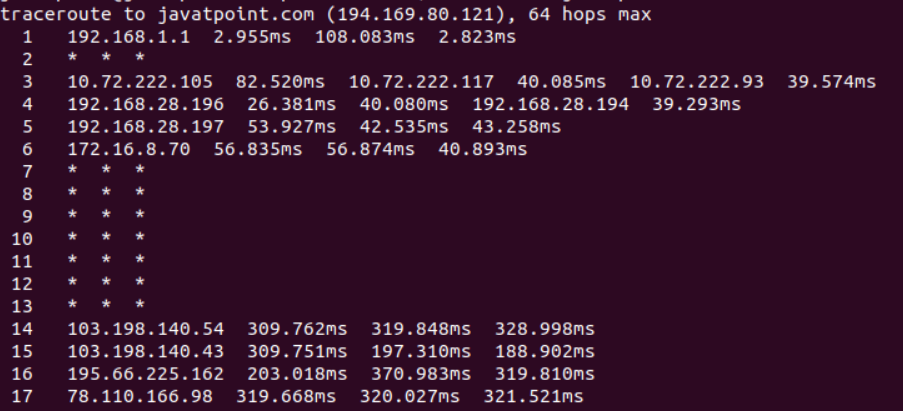 traceroute to javatpoint.com (194.169.80.121), 64 hops max
1 192.168.1.1 2.955ms 108.083ms 2.823ms
2 * * *
3 10.72.222.105 82.520ms 10.72.222.117 40.085ms 10.72.222.93 39.574ms
4 192.168.28.196 26.381ms 40.080ms 192.168.28.194 39.293ms
5 192.168.28.197 53.927ms 42.535ms 43.258ms
6 172.16.8.70 56.835ms 56.874ms 40.893ms
7 * * *
8 * * *
9 * * *
10 * * *
11 * * *
12 * * *
13 * * *
14 103.198.140.54 309.762ms 319.848ms 328.998ms
15 103.198.140.43 309.751ms 197.310ms 188.902ms
16 195.66.225.162 203.018ms 370.983ms 319.810ms
17 78.110.166.98 319.668ms 320.027ms 321.521ms